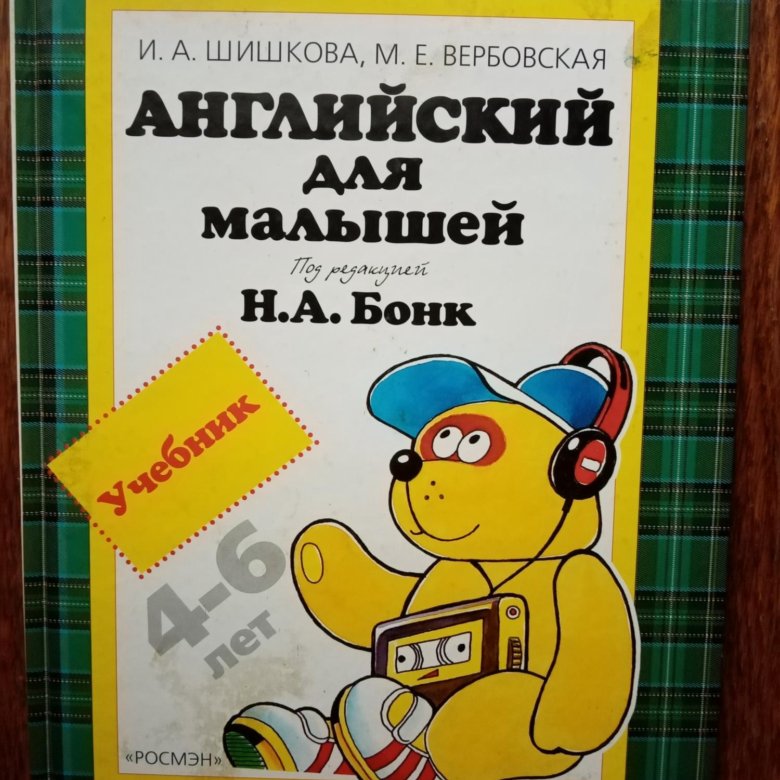 И. А. ШИШКОВА, М. Е. ВЕРБОВСКАЯ
АНГЛИЙСКИЙ
ДЛЯ
МАЛЫШЕЙ
Под редакцией
Н.А. Бонк
Учебник
4-6
лет
«РОСМЭН»